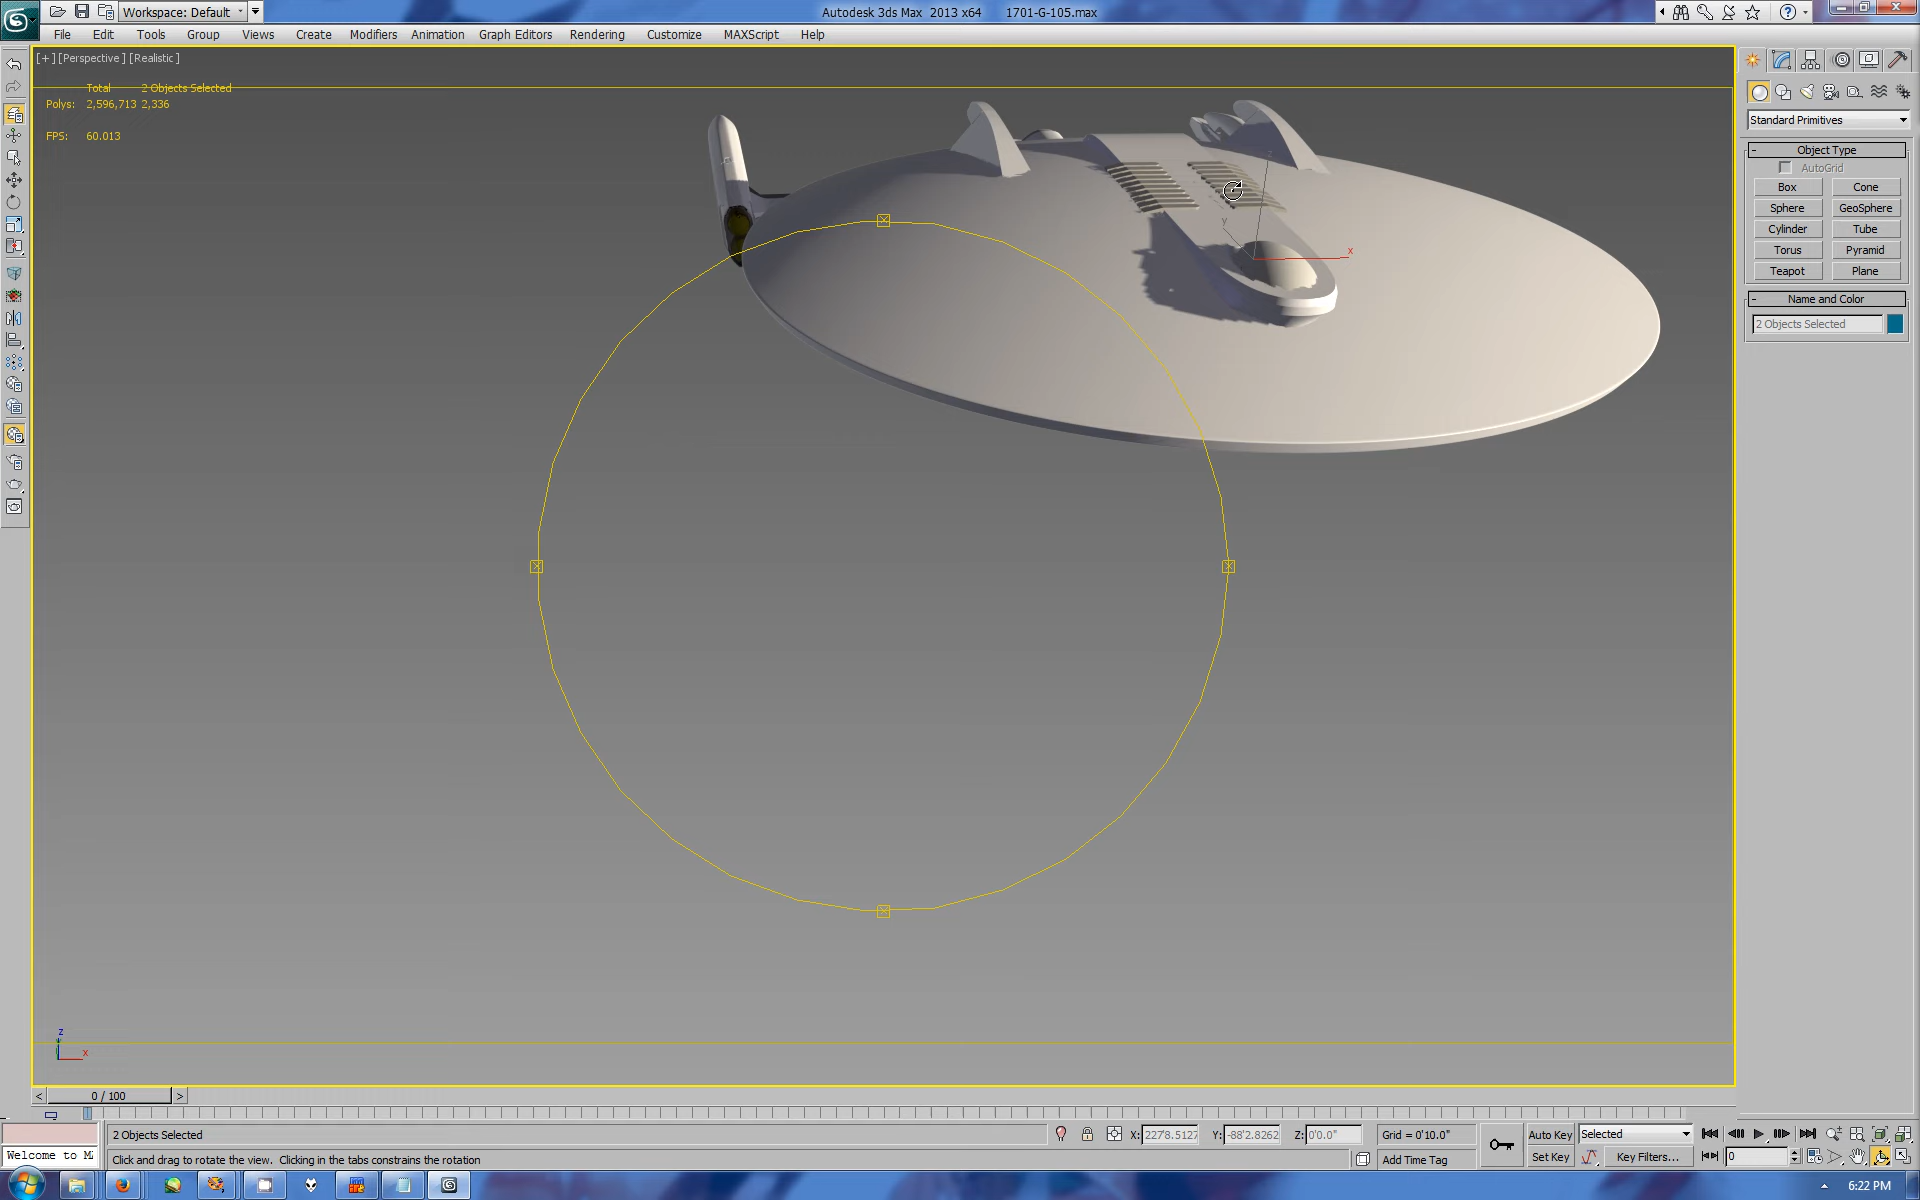 Workspace: Default
Autodesk 3ds Max 2013 x64 1701-G-105.max
File Edit Tools Group Views Create Modifiers Animation Graph Editors Rendering Customize MAXScript Help
[+] [Perspective] [Realistic]
Total 2 Objects Selected
Polys: 2,596,713 2,336
FPS: 60.013
z
y
x
z
x
Standard Primitives
- Object Type
AutoGrid
Box Cone
Sphere GeoSphere
Cylinder Tube
Torus Pyramid
Teapot Plane
- Name and Color
2 Objects Selected
< 0 / 100 >
2 Objects Selected
X: 227'8.5127 Y: -88'2.8262 Z: 0'0.0"
Grid = 0'10.0"
Auto Key Selected
Welcome to M
Click and drag to rotate the view. Clicking in the tabs constrains the rotation
Add Time Tag
Set Key Key Filters...
0
6:22 PM